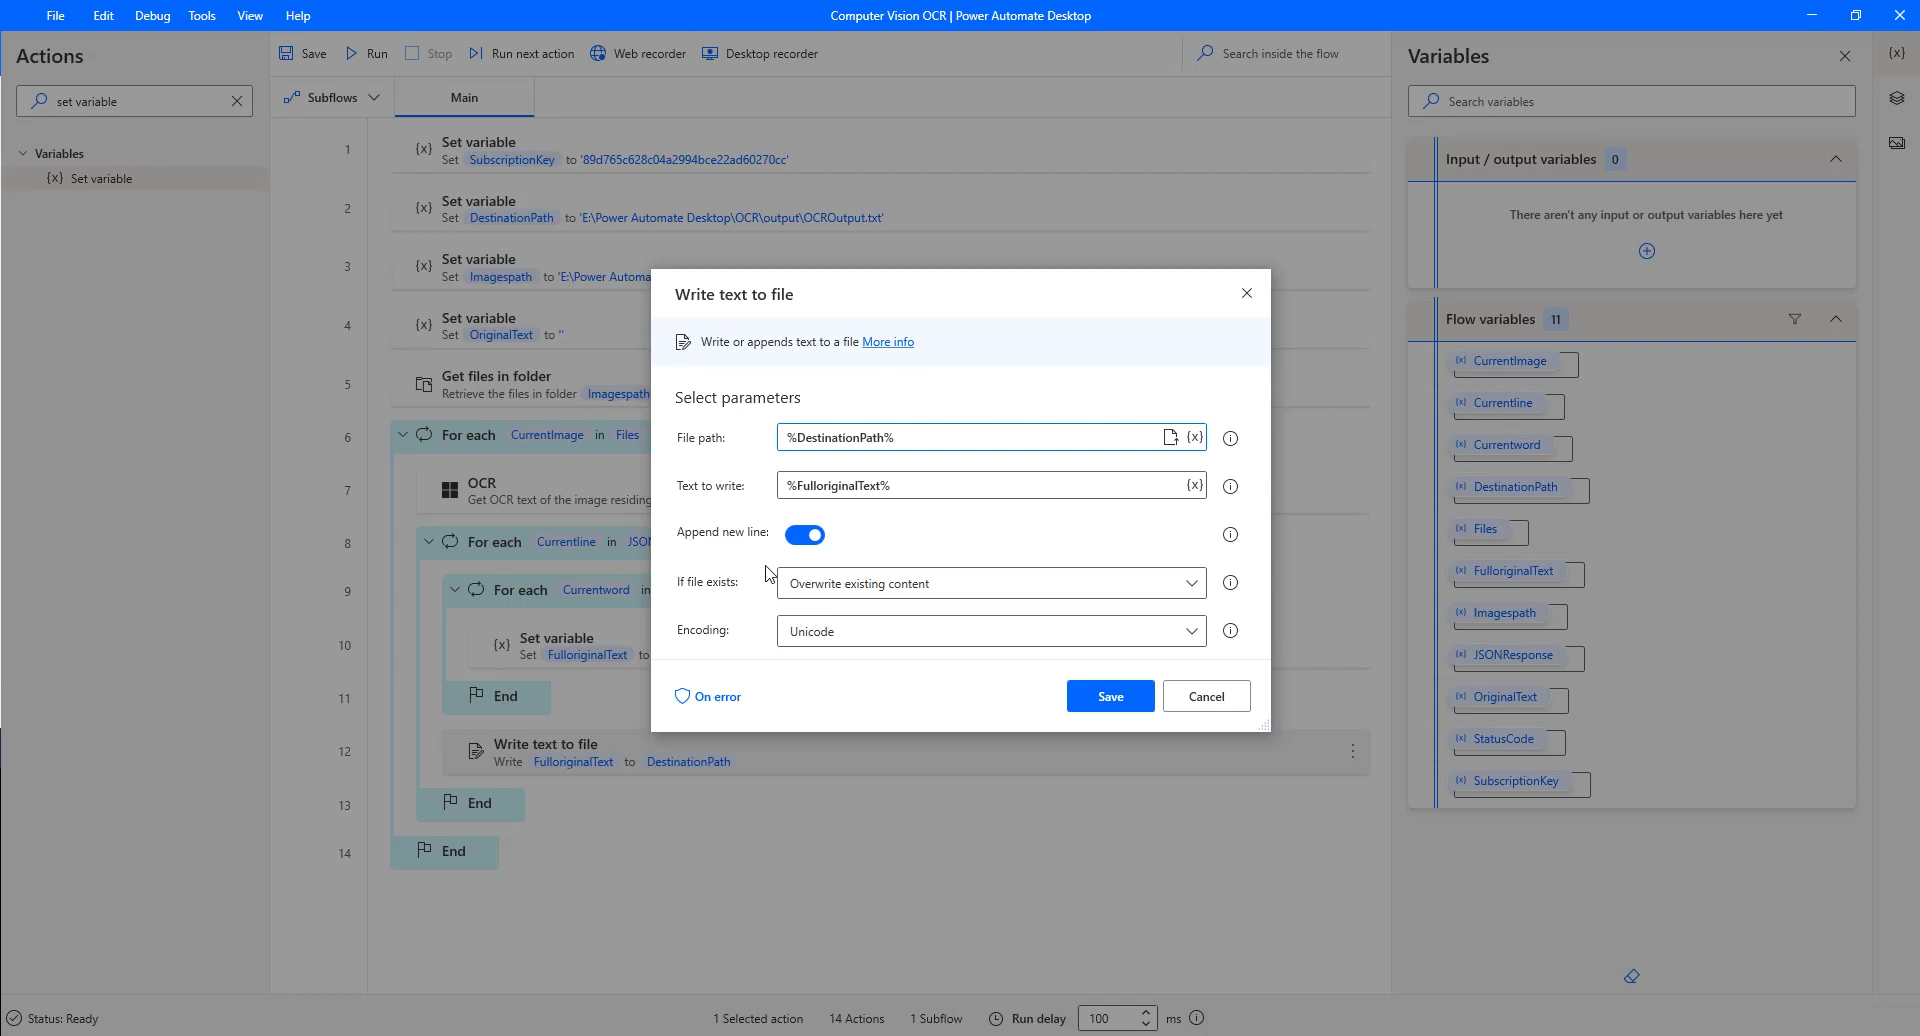 File Edit Debug Tools View Help Computer Vision OCR | Power Automate Desktop
Actions
set variable
Variables
{x} Set variable
Save Run Stop Run next action Web recorder Desktop recorder Search inside the flow
Subflows Main
1 {x} Set variable
Set SubscriptionKey to '89d765c628c04a2994bce22ad60270cc'
2 {x} Set variable
Set DestinationPath to 'E:\Power Automate Desktop\OCR\output\OCROutput.txt'
3 {x} Set variable
Set Imagespath to 'E:\Power Automa
4 {x} Set variable
Set OriginalText to ''
5 Get files in folder
Retrieve the files in folder Imagespath
6 For each CurrentImage in Files
7 OCR
Get OCR text of the image residing
8 For each Currentline in JSO
9 For each Currentword in
10 {x} Set variable
Set FulloriginalText to
11 End
12 Write text to file
Write FulloriginalText to DestinationPath
13 End
14 End
Write text to file
Write or appends text to a file More info
Select parameters
File path: %DestinationPath% {x}
Text to write: %FulloriginalText% {x}
Append new line:
If file exists: Overwrite existing content
Encoding: Unicode
On error Save Cancel
Variables {x}
Search variables
Input / output variables 0
There aren't any input or output variables here yet
Flow variables 11
(x) CurrentImage
(x) Currentline
(x) Currentword
(x) DestinationPath
(x) Files
(x) FulloriginalText
(x) Imagespath
(x) JSONResponse
(x) OriginalText
(x) StatusCode
(x) SubscriptionKey
Status: Ready 1 Selected action 14 Actions 1 Subflow Run delay 100 ms